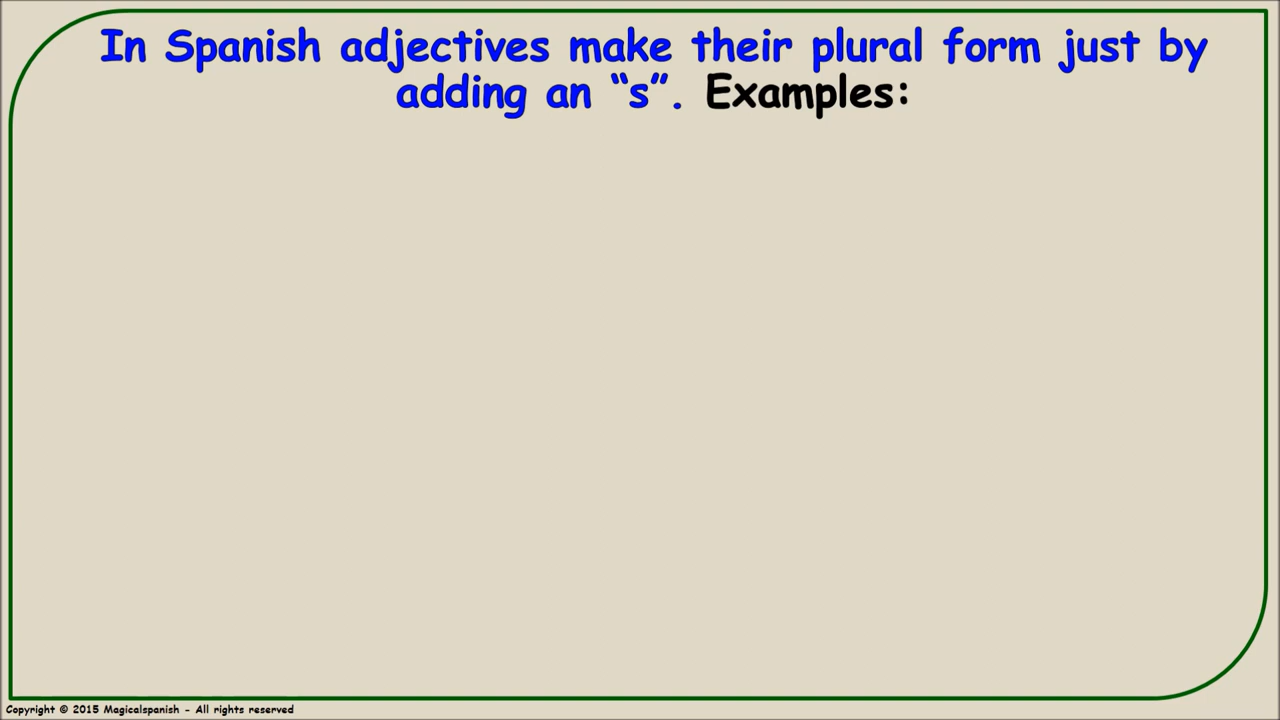 In Spanish adjectives make their plural form just by
adding an “s”. Examples:
Copyright © 2015 Magicalspanish - All rights reserved